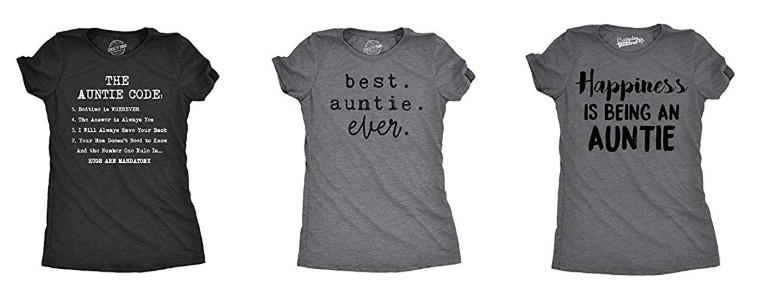 THE
AUNTIE CODE:
5. Bedtime is WHENEVER
4. The Answer is Always Yes
3. I Will Always Have Your Back
2. Your Mom Doesn't Need to Know
And the Number One Rule Is...
HUGS ARE MANDATORY
CRAZY DOG
best.
auntie.
ever.
Happiness
IS BEING AN
AUNTIE